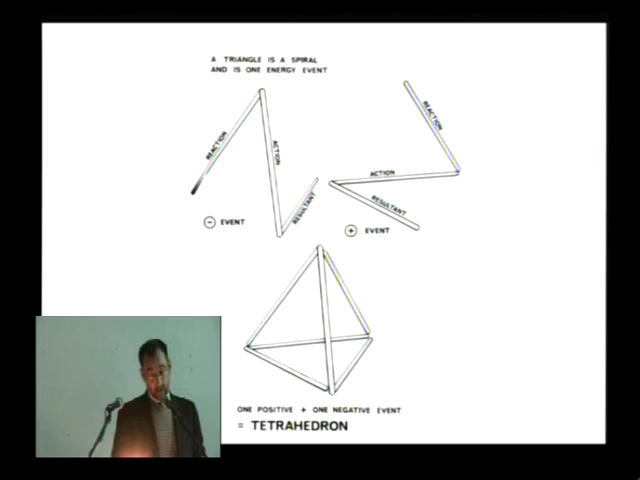 A TRIANGLE IS A SPIRAL
AND IS ONE ENERGY EVENT
REACTION
ACTION
RESULTANT
− EVENT
REACTION
ACTION
RESULTANT
+ EVENT
ONE POSITIVE + ONE NEGATIVE EVENT
= TETRAHEDRON